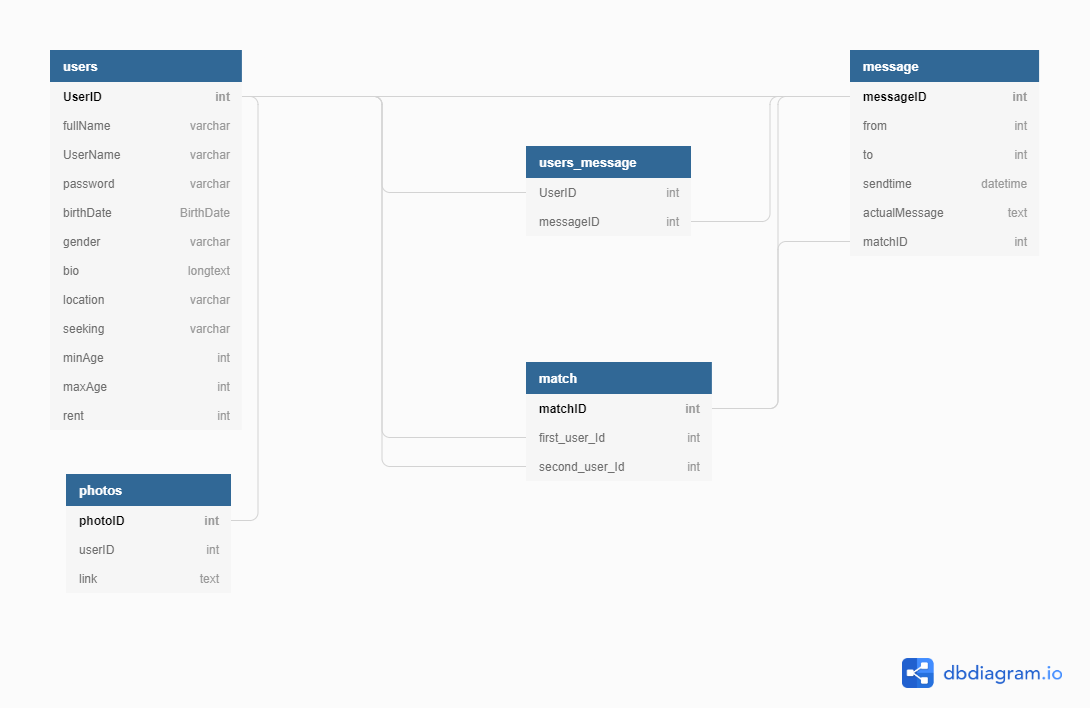 users
UserID int
fullName varchar
UserName varchar
password varchar
birthDate BirthDate
gender varchar
bio longtext
location varchar
seeking varchar
minAge int
maxAge int
rent int
photos
photoID int
userID int
link text
users_message
UserID int
messageID int
match
matchID int
first_user_Id int
second_user_Id int
message
messageID int
from int
to int
sendtime datetime
actualMessage text
matchID int
dbdiagram.io